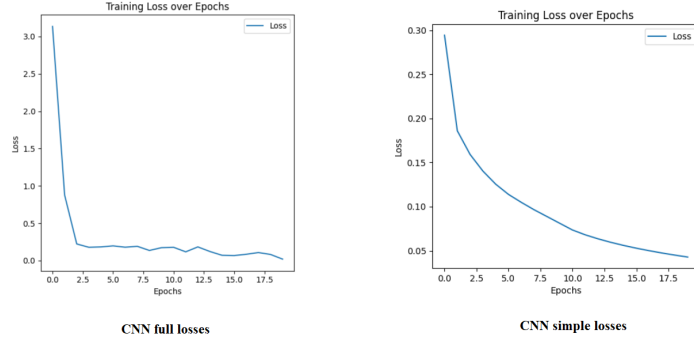 Training Loss over Epochs
Loss
3.0
2.5
2.0
1.5
1.0
0.5
0.0
Loss
0.0 2.5 5.0 7.5 10.0 12.5 15.0 17.5
Epochs
CNN full losses
Training Loss over Epochs
Loss
0.30
0.25
0.20
0.15
0.10
0.05
Loss
0.0 2.5 5.0 7.5 10.0 12.5 15.0 17.5
Epochs
CNN simple losses